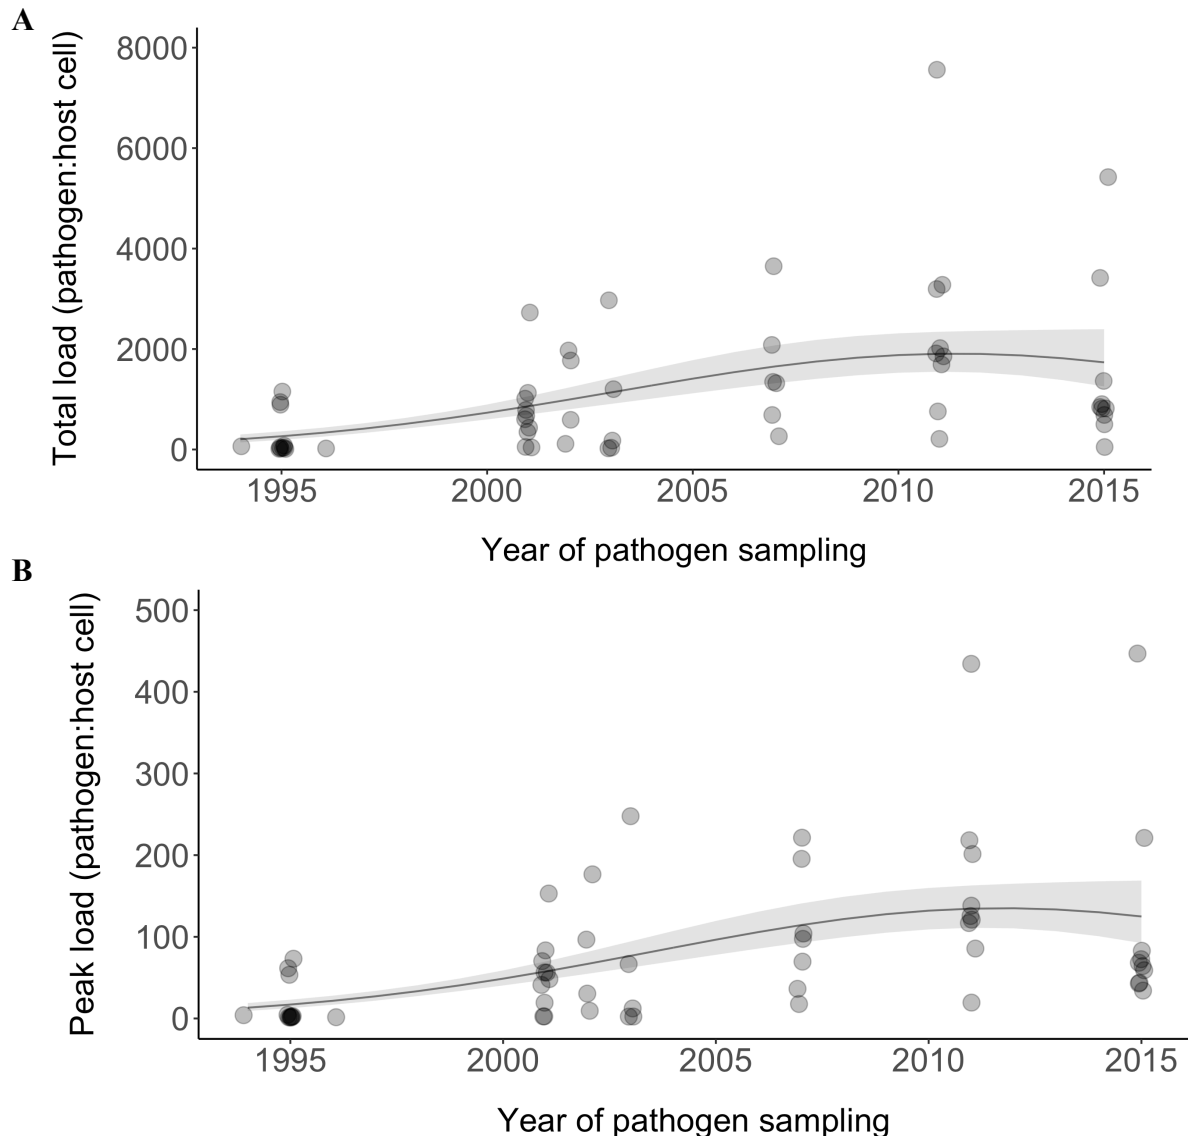 A
Total load (pathogen:host cell)
8000
6000
4000
2000
0
1995 2000 2005 2010 2015
Year of pathogen sampling
B
Peak load (pathogen:host cell)
500
400
300
200
100
0
1995 2000 2005 2010 2015
Year of pathogen sampling